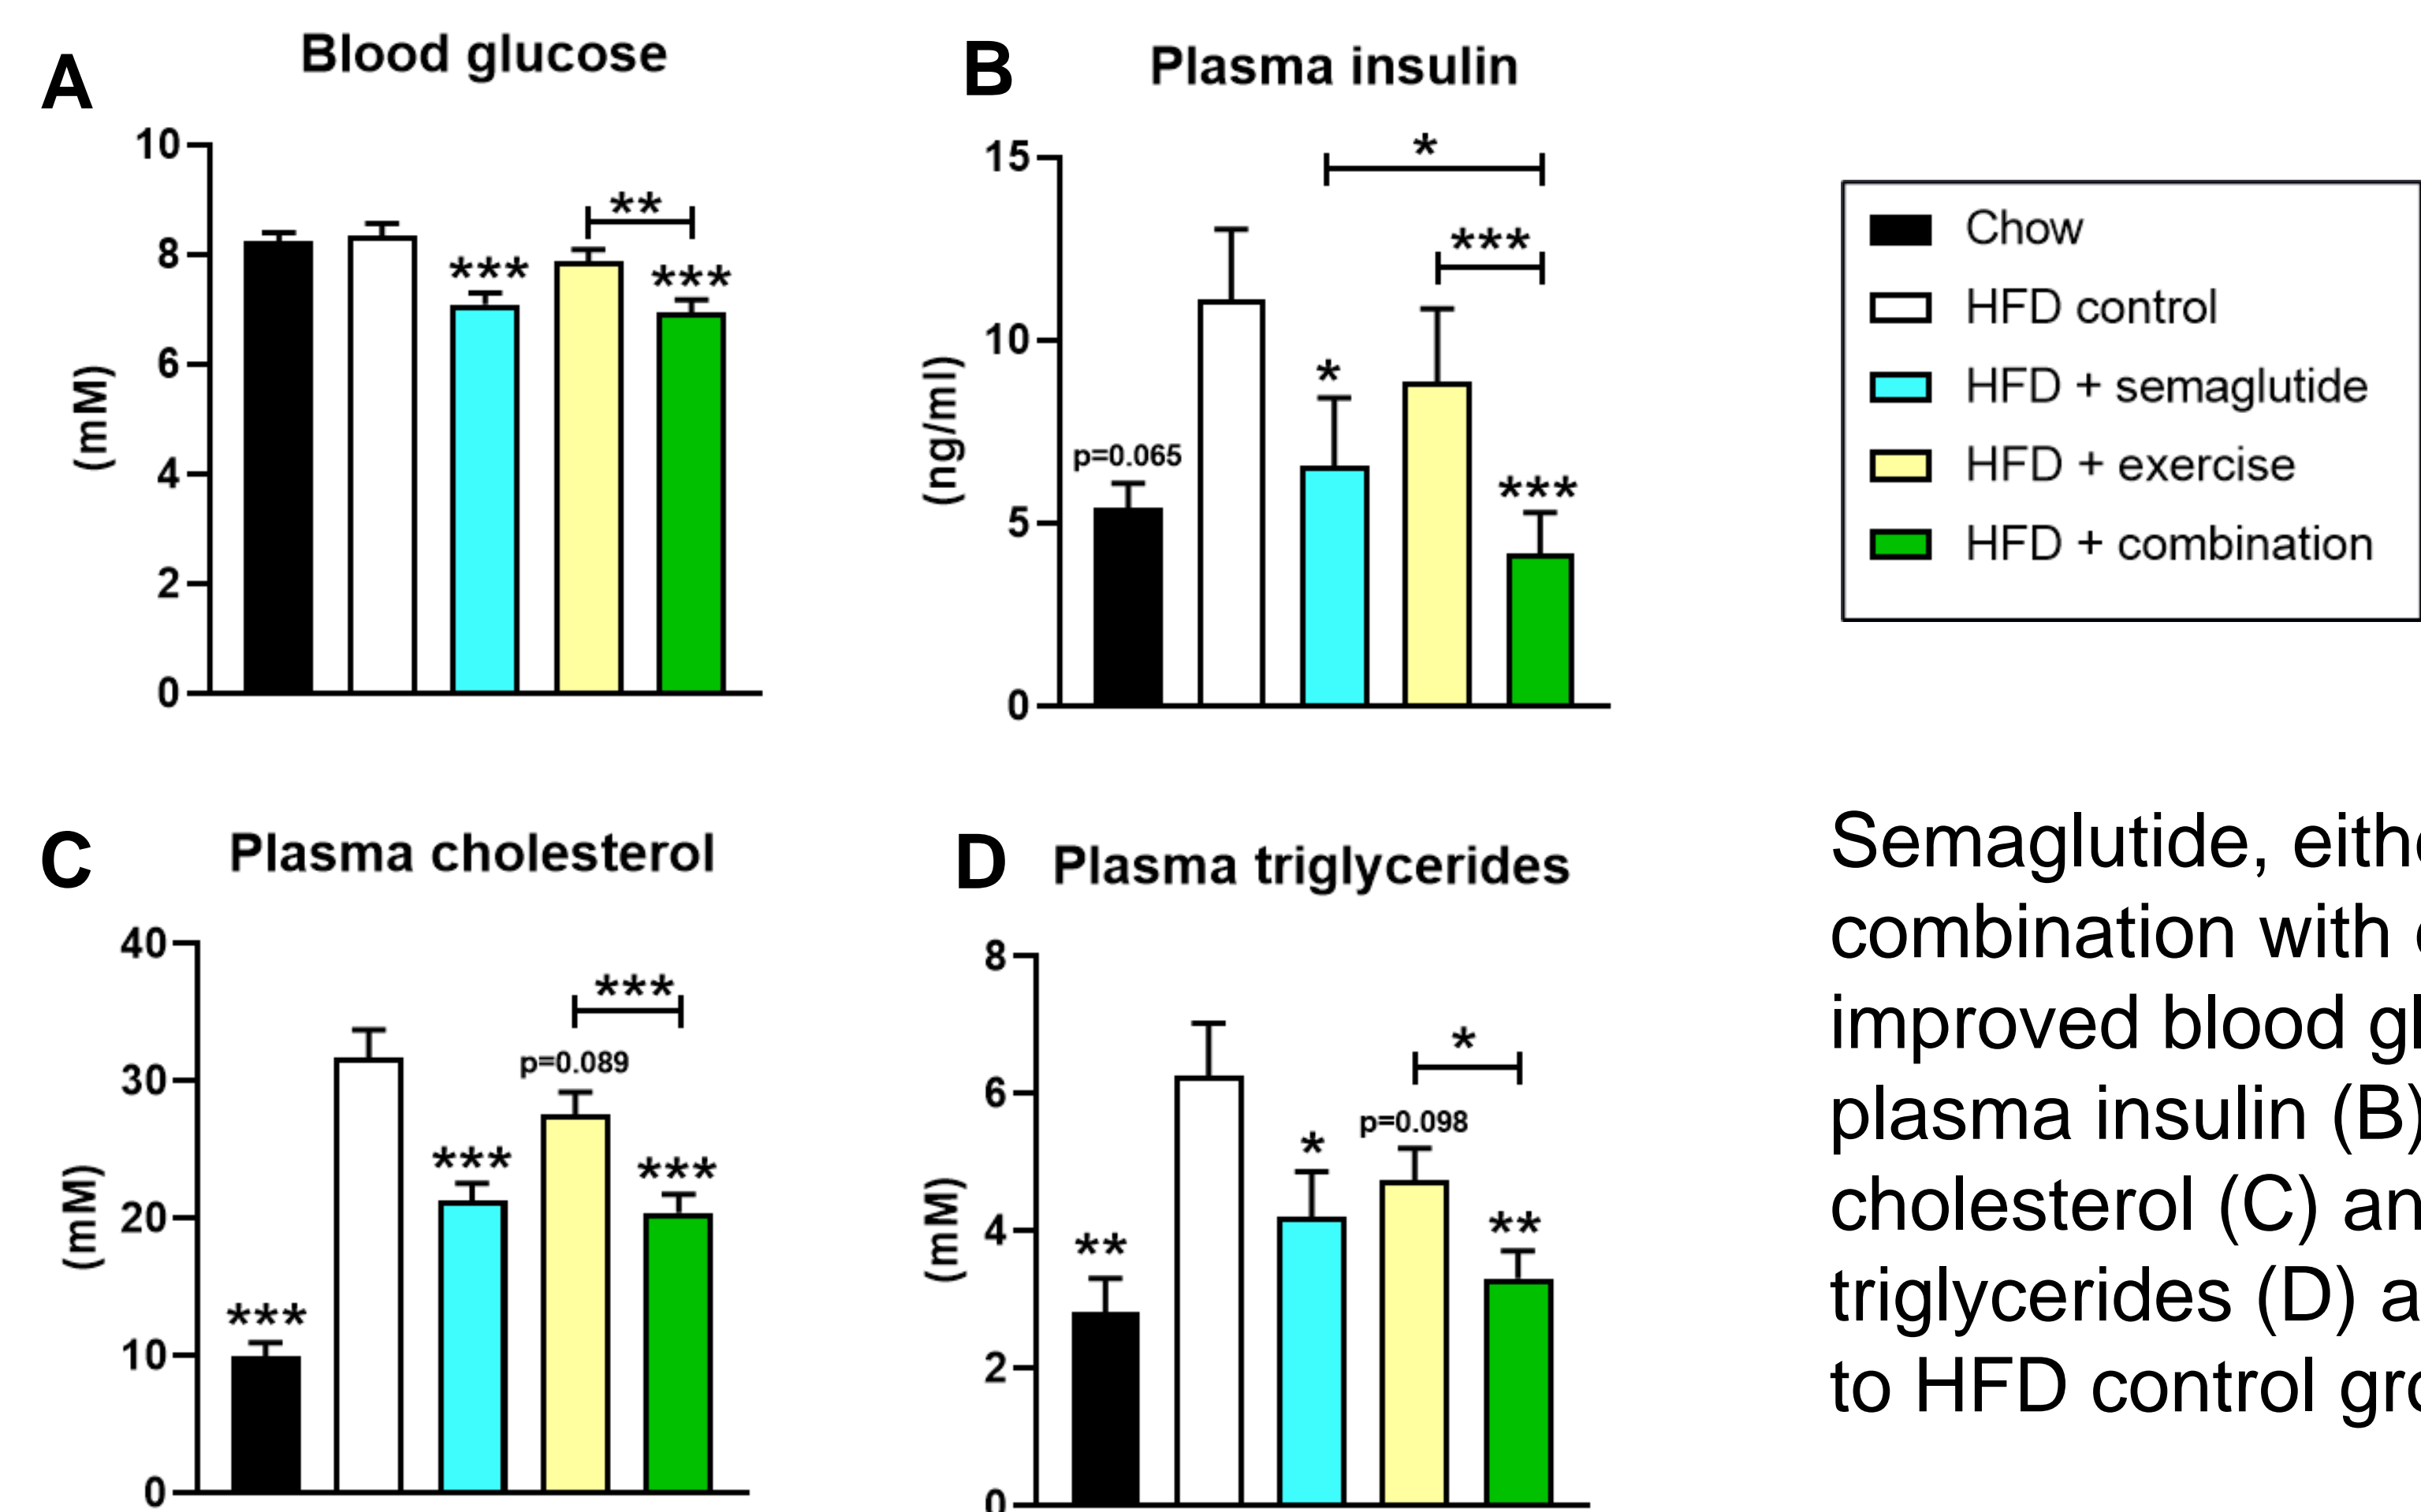 A
Blood glucose
10
8
6
4
2
0
(mM)
***
**
***
B
Plasma insulin
15
10
5
0
(ng/ml)
p=0.065
*
*
***
***
Chow
HFD control
HFD + semaglutide
HFD + exercise
HFD + combination
C
Plasma cholesterol
40
30
20
10
0
(mM)
***
***
p=0.089
***
***
D
Plasma triglycerides
8
6
4
2
0
(mM)
**
*
p=0.098
*
**
Semaglutide,
combination with
improved blood
plasma insulin (B)
cholesterol (C)
triglycerides (D)
to HFD control